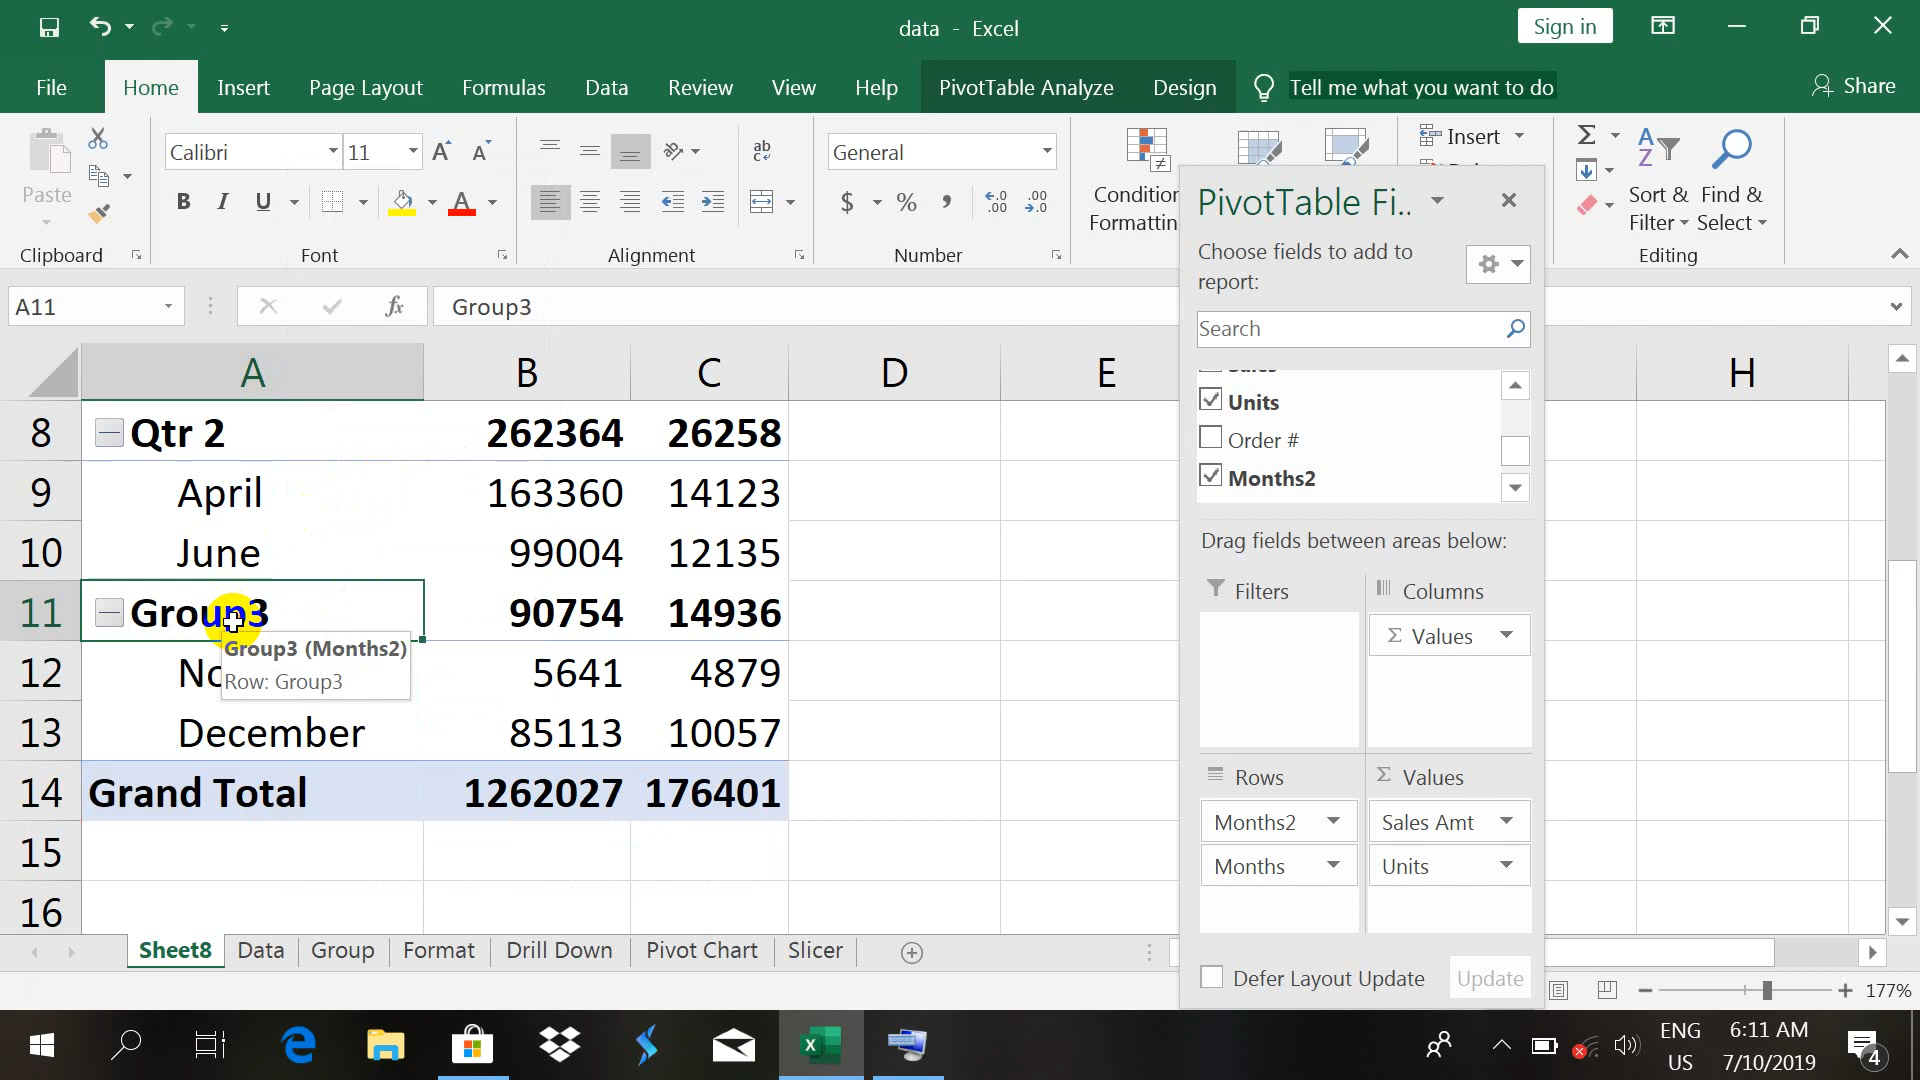 data - Excel
Sign in
File Home Insert Page Layout Formulas Data Review View Help PivotTable Analyze Design Tell me what you want to do Share
Paste
Calibri 11
B I U A
ab
General
$ % , .00
Condition
Formattin
Insert
Sort & Filter
Find & Select
Clipboard Font Alignment Number Editing
A11 fx Group3
A B C D E H
8 Qtr 2 262364 26258
9 April 163360 14123
10 June 99004 12135
11 Group3 90754 14936
Group3 (Months2)
Row: Group3
12 No 5641 4879
13 December 85113 10057
14 Grand Total 1262027 176401
15
16
PivotTable Fi..
Choose fields to add to
report:
Search
Units
Order #
Months2
Drag fields between areas below:
Filters Columns
Σ Values
Rows Σ Values
Months2 Sales Amt
Months Units
Defer Layout Update Update
Sheet8 Data Group Format Drill Down Pivot Chart Slicer
177%
ENG
US
6:11 AM
7/10/2019
4